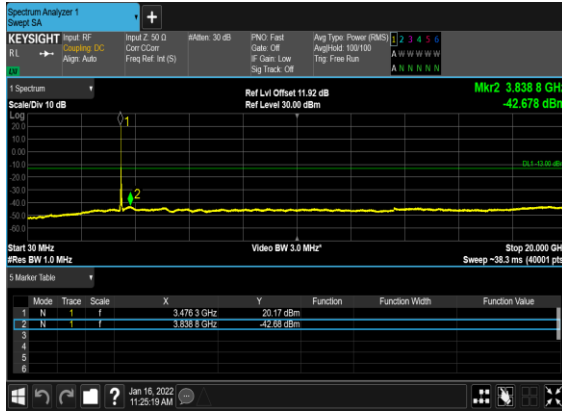 Spectrum Analyzer 1
Swept SA
+
KEYSIGHT Input: RF Input Z: 50 Ω #Atten: 30 dB PNO: Fast Avg Type: Power (RMS) 1 2 3 4 5 6
RL Coupling: DC Corr CCorr Gate: Off Avg|Hold: 100/100 A W W W W W
Align: Auto Freq Ref: Int (S) IF Gain: Low Trig: Free Run
LU Sig Track: Off A N N N N N
1 Spectrum Ref Lvl Offset 11.92 dB Mkr2 3.838 8 GHz
Scale/Div 10 dB Ref Level 30.00 dBm -42.678 dBm
Log
1
20.0
10.0
0.00
-10.0 DL1 -13.00 dBm
-20.0
-30.0
2
-40.0
-50.0
-60.0
Start 30 MHz Video BW 3.0 MHz* Stop 20.000 GHz
#Res BW 1.0 MHz Sweep ~38.3 ms (40001 pts)
5 Marker Table
Mode Trace Scale X Y Function Function Width Function Value
1 N 1 f 3.476 3 GHz 20.17 dBm
2 N 1 f 3.838 8 GHz -42.68 dBm
3
4
5
6
? Jan 16, 2022
11:25:19 AM